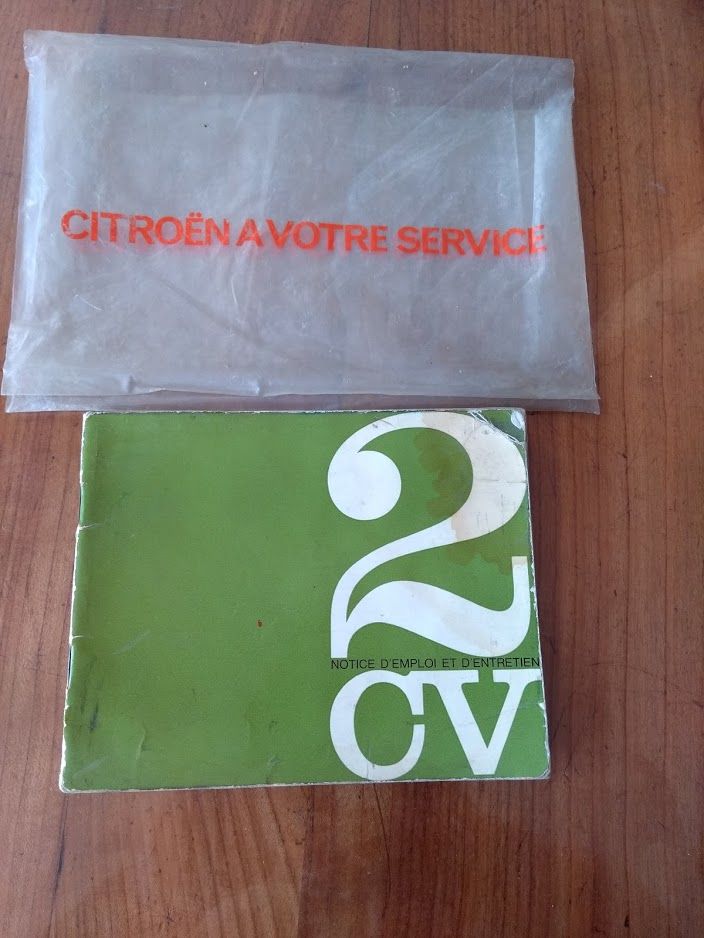 CITROËN A VOTRE SERVICE
2
NOTICE D'EMPLOI ET D'ENTRETIEN
CV